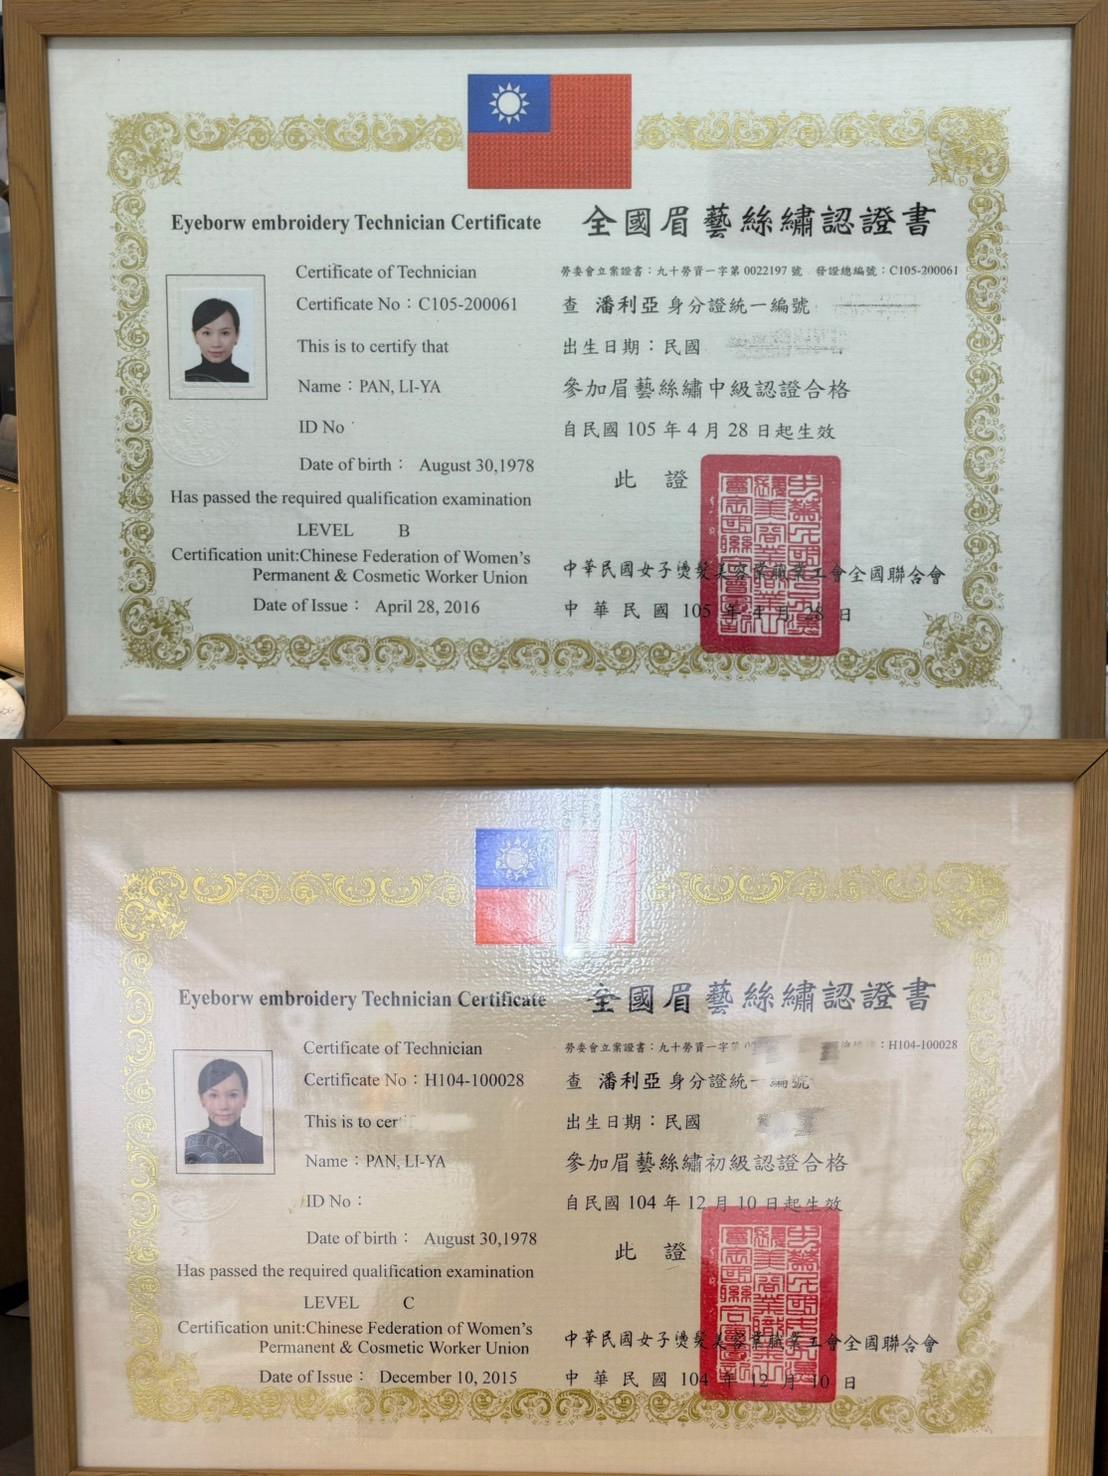 Eyeborw embroidery Technician Certificate
全國眉藝絲繡認證書
Certificate of Technician
勞委會立案證書：九十勞資一字第 0022197 號 發證總編號：C105-200061
Certificate No：C105-200061
查 潘利亞 身分證統一編號
This is to certify that
出生日期：民國
Name：PAN, LI-YA
參加眉藝絲繡中級認證合格
ID No
自民國 105 年 4 月 28 日起生效
Date of birth： August 30,1978
此 證
Has passed the required qualification examination
LEVEL B
Certification unit:Chinese Federation of Women's
Permanent & Cosmetic Worker Union
中華民國女子燙髮美容業職業工會全國聯合會
Date of Issue： April 28, 2016
中 華 民 國 105 年 4 月 28 日
Eyeborw embroidery Technician Certificate
全國眉藝絲繡認證書
Certificate of Technician
勞委會立案證書：九十勞資一字第 ：H104-100028
Certificate No：H104-100028
查 潘利亞 身分證統一編號
This is to
出生日期：民國
Name：PAN, LI-YA
參加眉藝絲繡初級認證合格
ID No：
自民國 104 年 12 月 10 日起生效
Date of birth： August 30,1978
此 證
Has passed the required qualification examination
LEVEL C
Certification unit:Chinese Federation of Women's
Permanent & Cosmetic Worker Union
中華民國女子燙髮美容業職業工會全國聯合會
Date of Issue： December 10, 2015
中 華 民 國 104 年 12 月 10 日